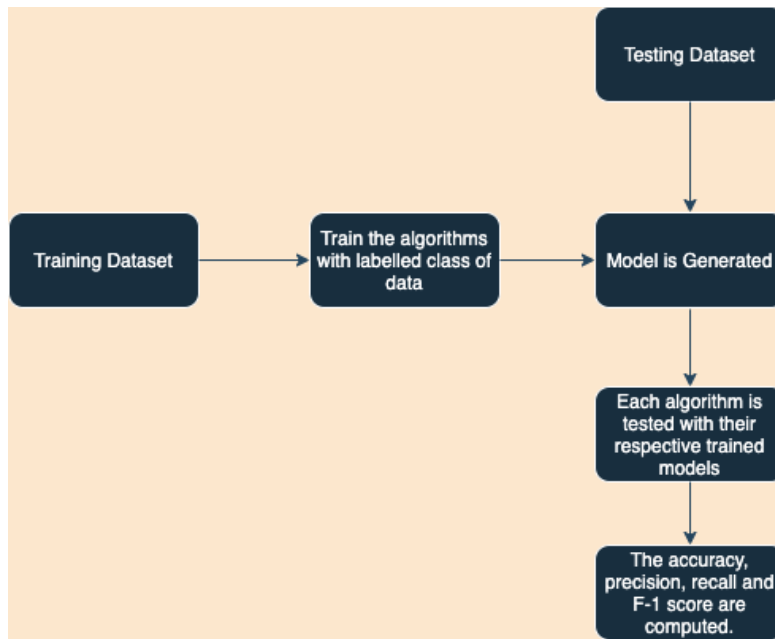 Testing Dataset
Training Dataset
Train the algorithms
with labelled class of
data
Model is Generated
Each algorithm is
tested with their
respective trained
models
The accuracy,
precision, recall and
F-1 score are
computed.